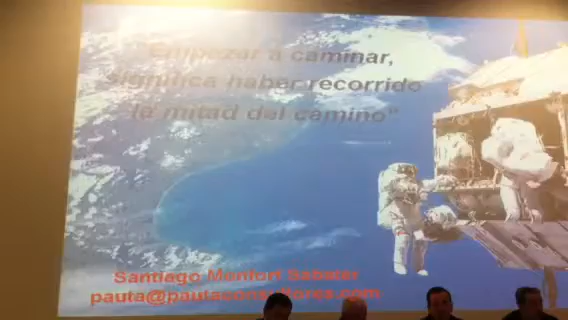 "Empezar a caminar,
significa haber recorrido
la mitad del camino"
Santiago Monfort Sabater
pauta@pautaconsultores.com